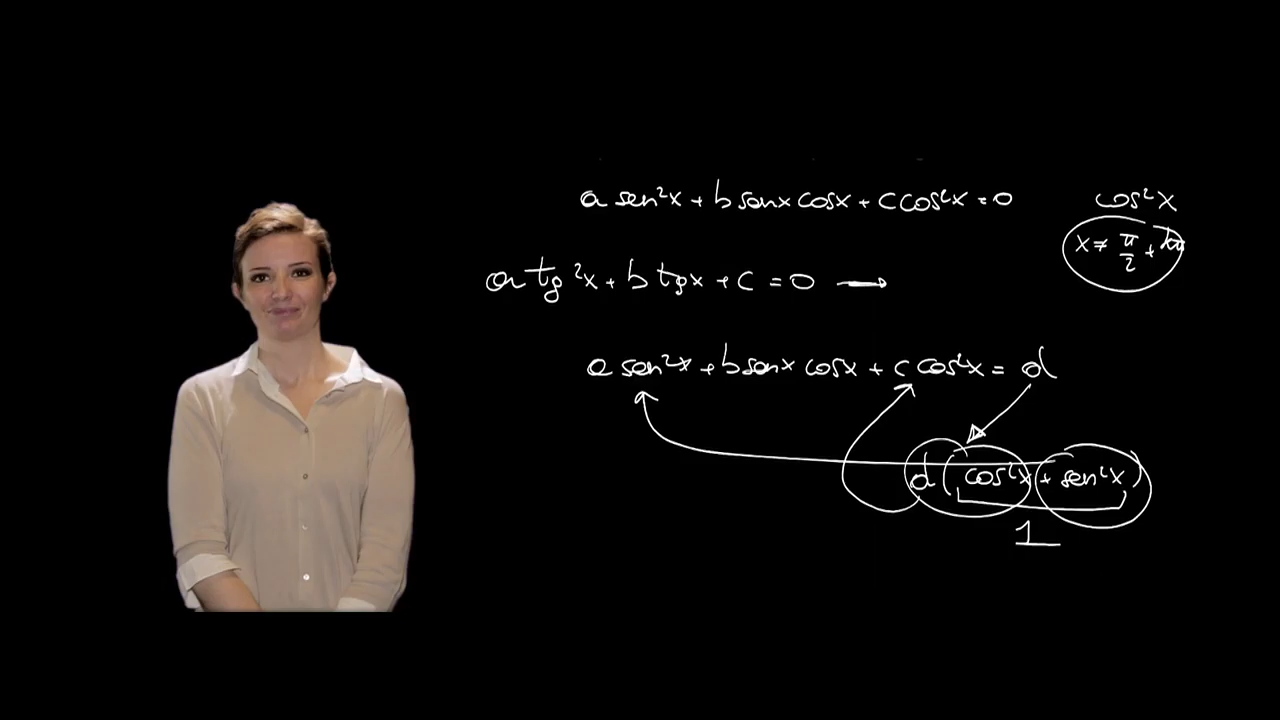 a sen²x + b senx cosx + c cos²x = 0
cos²x
x ≠ π/2 + kπ
a tg²x + b tgx + c = 0 →
a sen²x + b senx cosx + c cos²x = d
d (cos²x + sen²x)
1